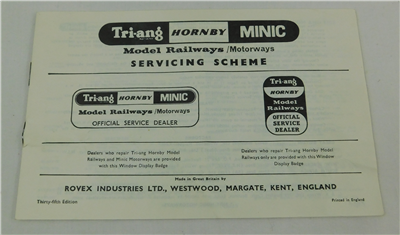 Tri-ang HORNBY MINIC
Model Railways/Motorways
SERVICING SCHEME
Tri-ang HORNBY MINIC
Model Railways/Motorways
OFFICIAL SERVICE DEALER
Tri-ang
HORNBY
Model
Railways
OFFICIAL
SERVICE
DEALER
Dealers who repair Tri-ang Hornby Model
Railways and Minic Motorways are provided
with this Window Display Badge
Dealers who repair Tri-ang Hornby Model
Railways only are provided with this Window
Display Badge
Made in Great Britain by
ROVEX INDUSTRIES LTD., WESTWOOD, MARGATE, KENT, ENGLAND
Thirty-fifth Edition
Printed in England